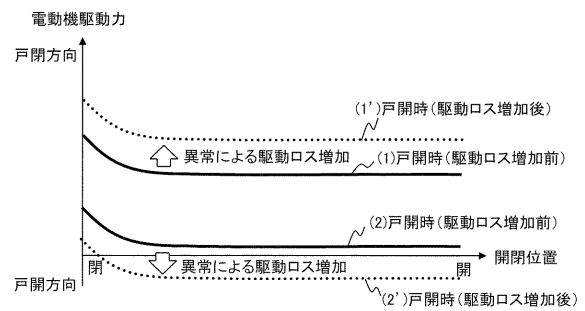 電動機駆動力
戸閉方向
(1')戸開時(駆動ロス増加後)
異常による駆動ロス増加
(1)戸開時(駆動ロス増加前)
(2)戸開時(駆動ロス増加前)
開閉位置
閉
異常による駆動ロス増加
開
戸開方向
(2')戸開時(駆動ロス増加後)